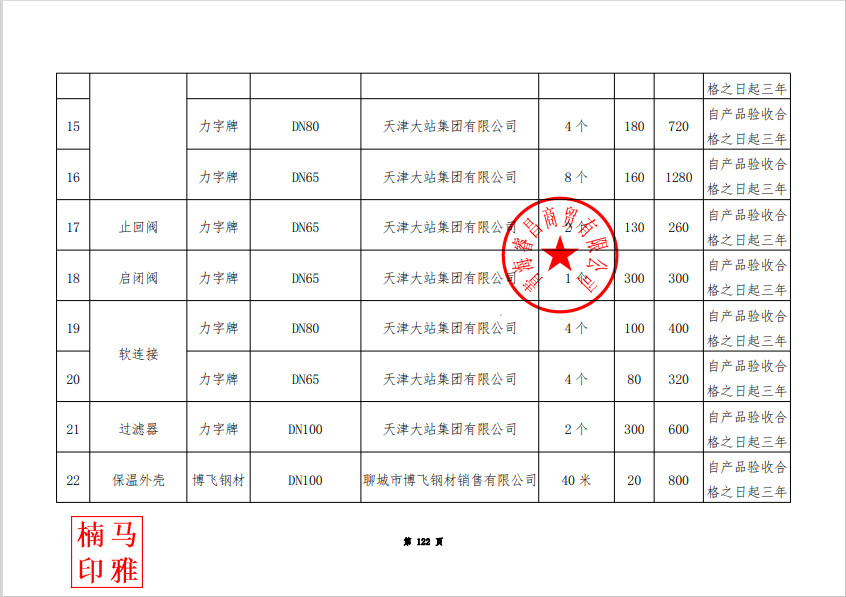 格之日起三年
15 力字牌 DN80 天津大站集团有限公司 4 个 180 720 自产品验收合
格之日起三年
16 力字牌 DN65 天津大站集团有限公司 8 个 160 1280 自产品验收合
格之日起三年
17 止回阀 力字牌 DN65 天津大站集团有限公司 2 个 130 260 自产品验收合
格之日起三年
18 启闭阀 力字牌 DN65 天津大站集团有限公司 1 个 300 300 自产品验收合
格之日起三年
19 软连接 力字牌 DN80 天津大站集团有限公司 4 个 100 400 自产品验收合
格之日起三年
20 力字牌 DN65 天津大站集团有限公司 4 个 80 320 自产品验收合
格之日起三年
21 过滤器 力字牌 DN100 天津大站集团有限公司 2 个 300 600 自产品验收合
格之日起三年
22 保温外壳 博飞钢材 DN100 聊城市博飞钢材销售有限公司 40 米 20 800 自产品验收合
格之日起三年
博睿昌商贸有限公司
楠马
印雅
第 122 页